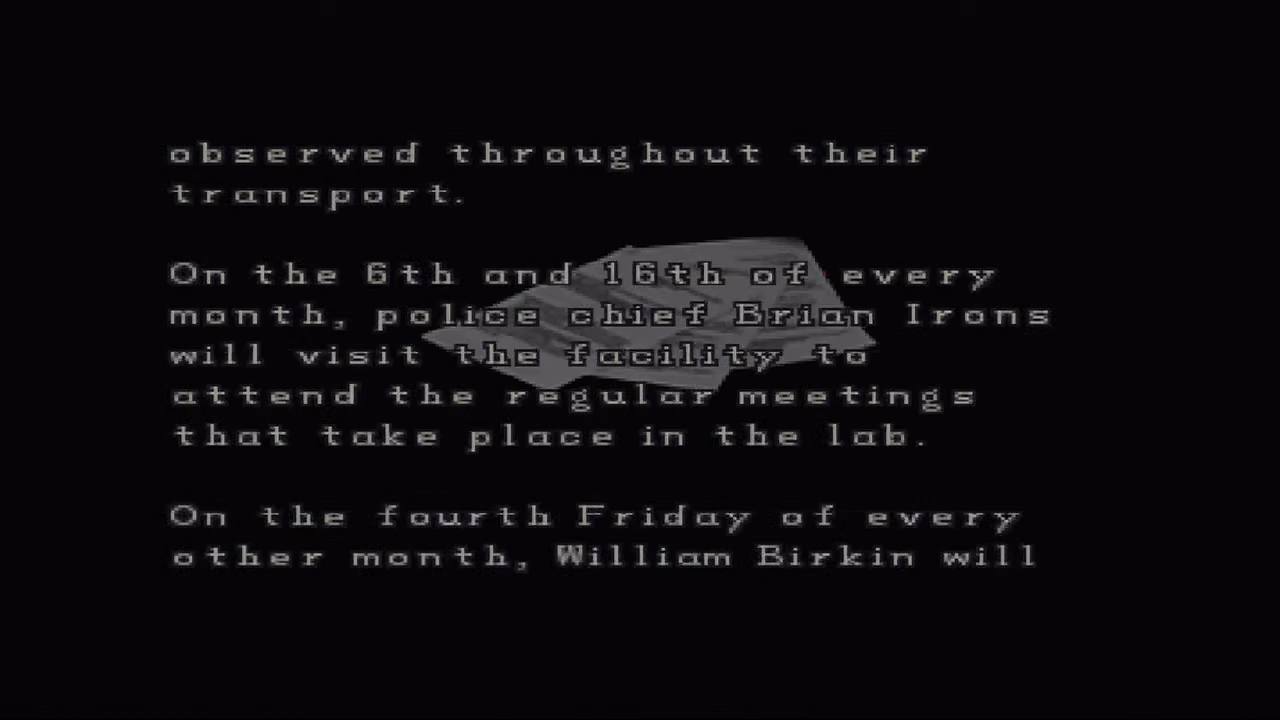 observed throughout their
transport.
On the 6th and 16th of every
month, police chief Brian Irons
will visit the facility to
attend the regular meetings
that take place in the lab.
On the fourth Friday of every
other month, William Birkin will